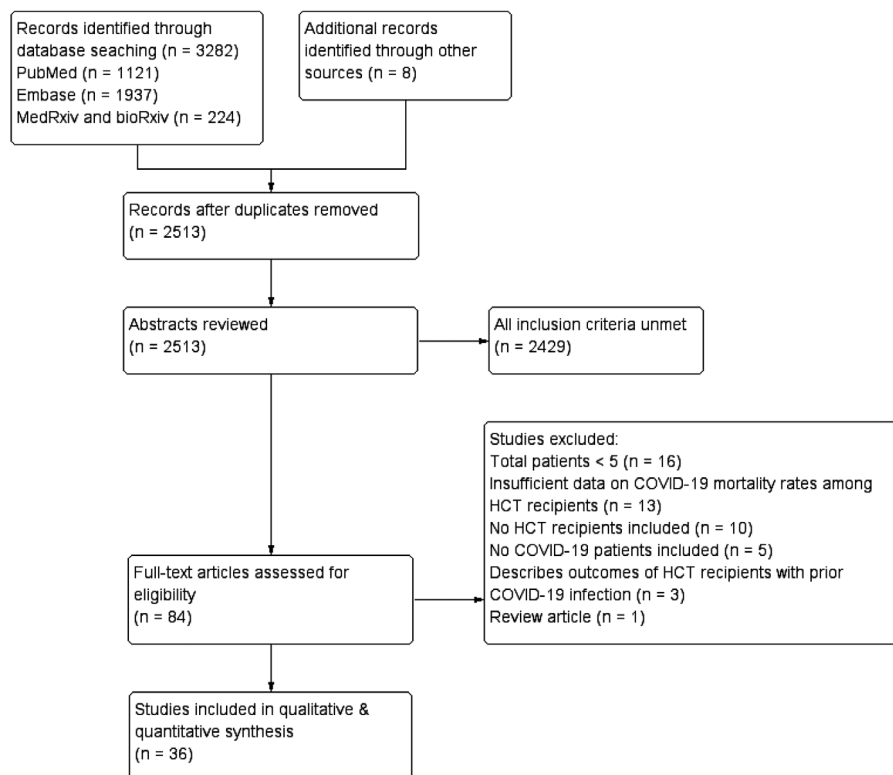 Records identified through
database seaching (n = 3282)
PubMed (n = 1121)
Embase (n = 1937)
MedRxiv and bioRxiv (n = 224)
Additional records
identified through other
sources (n = 8)
Records after duplicates removed
(n = 2513)
Abstracts reviewed
(n = 2513)
All inclusion criteria unmet
(n = 2429)
Studies excluded:
Total patients < 5 (n = 16)
Insufficient data on COVID-19 mortality rates among
HCT recipients (n = 13)
No HCT recipients included (n = 10)
No COVID-19 patients included (n = 5)
Describes outcomes of HCT recipients with prior
COVID-19 infection (n = 3)
Review article (n = 1)
Full-text articles assessed for
eligibility
(n = 84)
Studies included in qualitative &
quantitative synthesis
(n = 36)